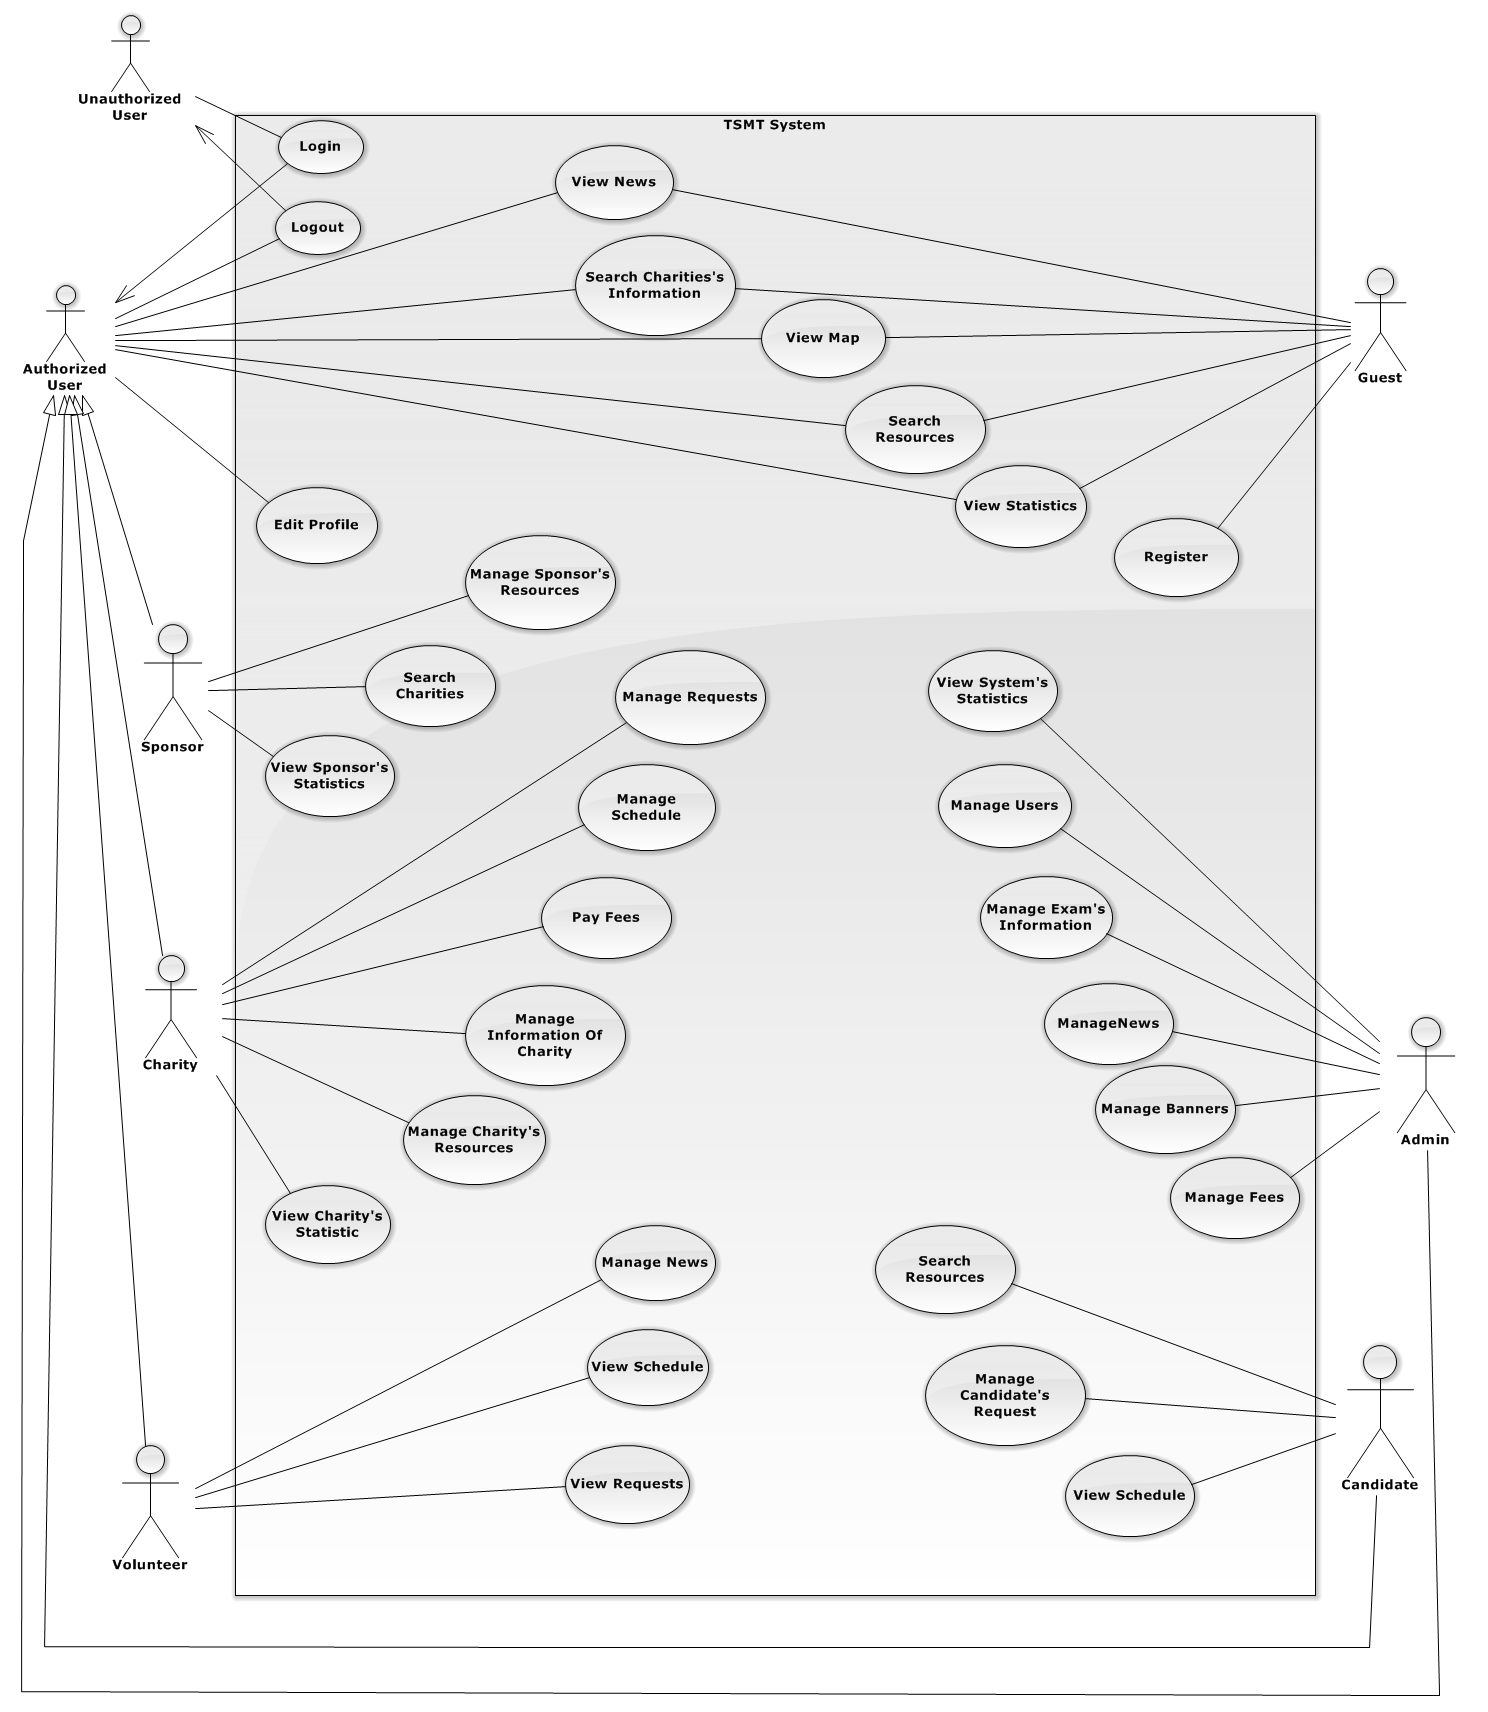 Unauthorized
User
TSMT System
Login
View News
Logout
Search Charities's
Information
View Map
Authorized
User
Guest
Search
Resources
View Statistics
Edit Profile
Register
Manage Sponsor's
Resources
Search
Charities
Manage Requests
View System's
Statistics
Sponsor
View Sponsor's
Statistics
Manage
Schedule
Manage Users
Pay Fees
Manage Exam's
Information
Manage
Information Of
Charity
ManageNews
Charity
Manage Banners
Manage Charity's
Resources
Admin
Manage Fees
View Charity's
Statistic
Manage News
Search
Resources
View Schedule
Manage
Candidate's
Request
View Requests
View Schedule
Candidate
Volunteer